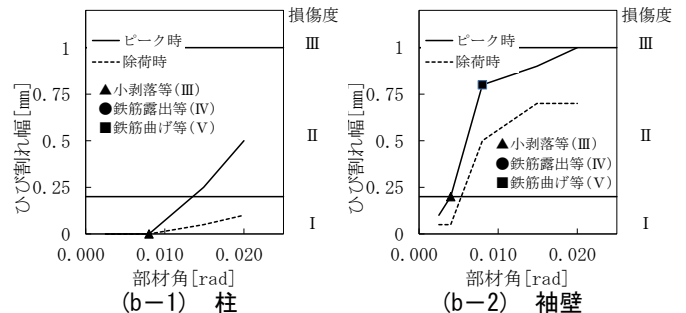 損傷度
ピーク時
除荷時
Ⅲ
1
0.75
0.5
0.25
0
ひび割れ幅[mm]
小剥落等(Ⅲ)
鉄筋露出等(Ⅳ)
鉄筋曲げ等(Ⅴ)
Ⅱ
Ⅰ
0.000
0.010
0.020
部材角[rad]
(b－1) 柱
損傷度
ピーク時
除荷時
Ⅲ
1
0.75
0.5
0.25
0
ひび割れ幅[mm]
小剥落等(Ⅲ)
鉄筋露出等(Ⅳ)
鉄筋曲げ等(Ⅴ)
Ⅱ
Ⅰ
0.000
0.010
0.020
部材角[rad]
(b－2) 袖壁